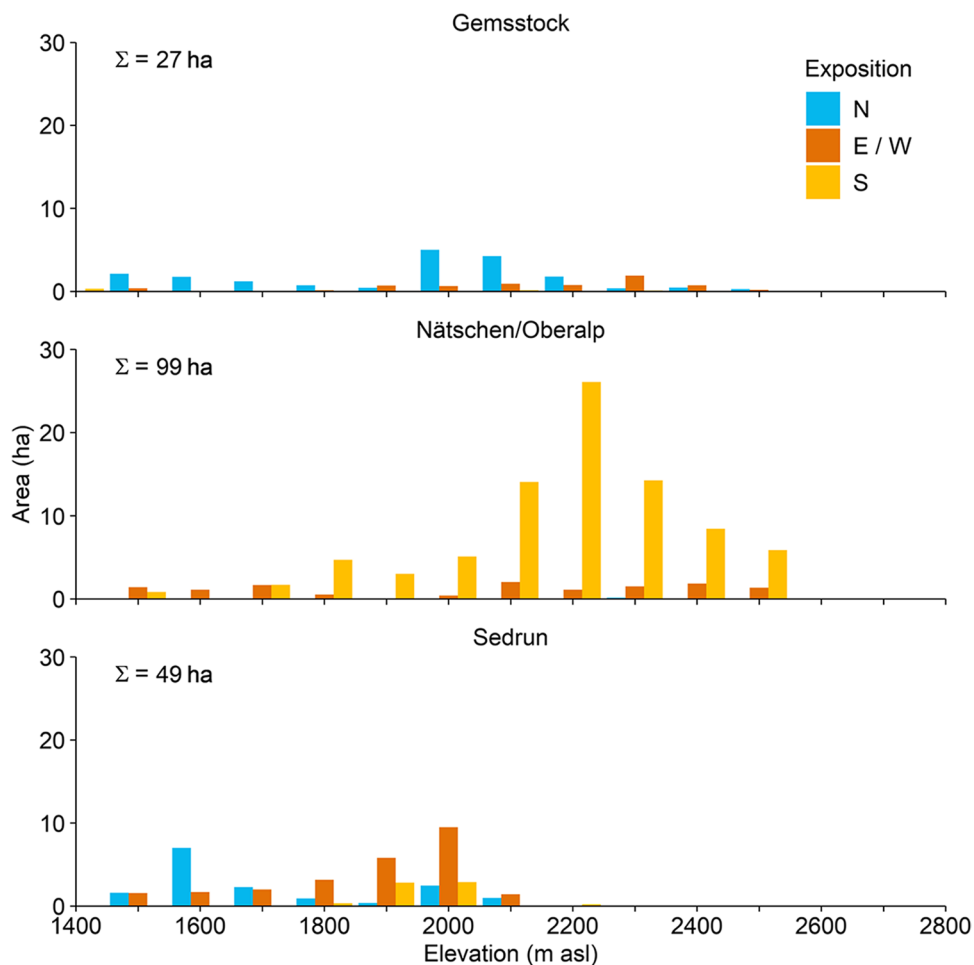 Gemsstock
30
Σ = 27 ha
Exposition
N
E / W
S
20
10
0
Nätschen/Oberalp
30
Σ = 99 ha
20
10
0
Area (ha)
Sedrun
30
Σ = 49 ha
20
10
0
1400 1600 1800 2000 2200 2400 2600 2800
Elevation (m asl)